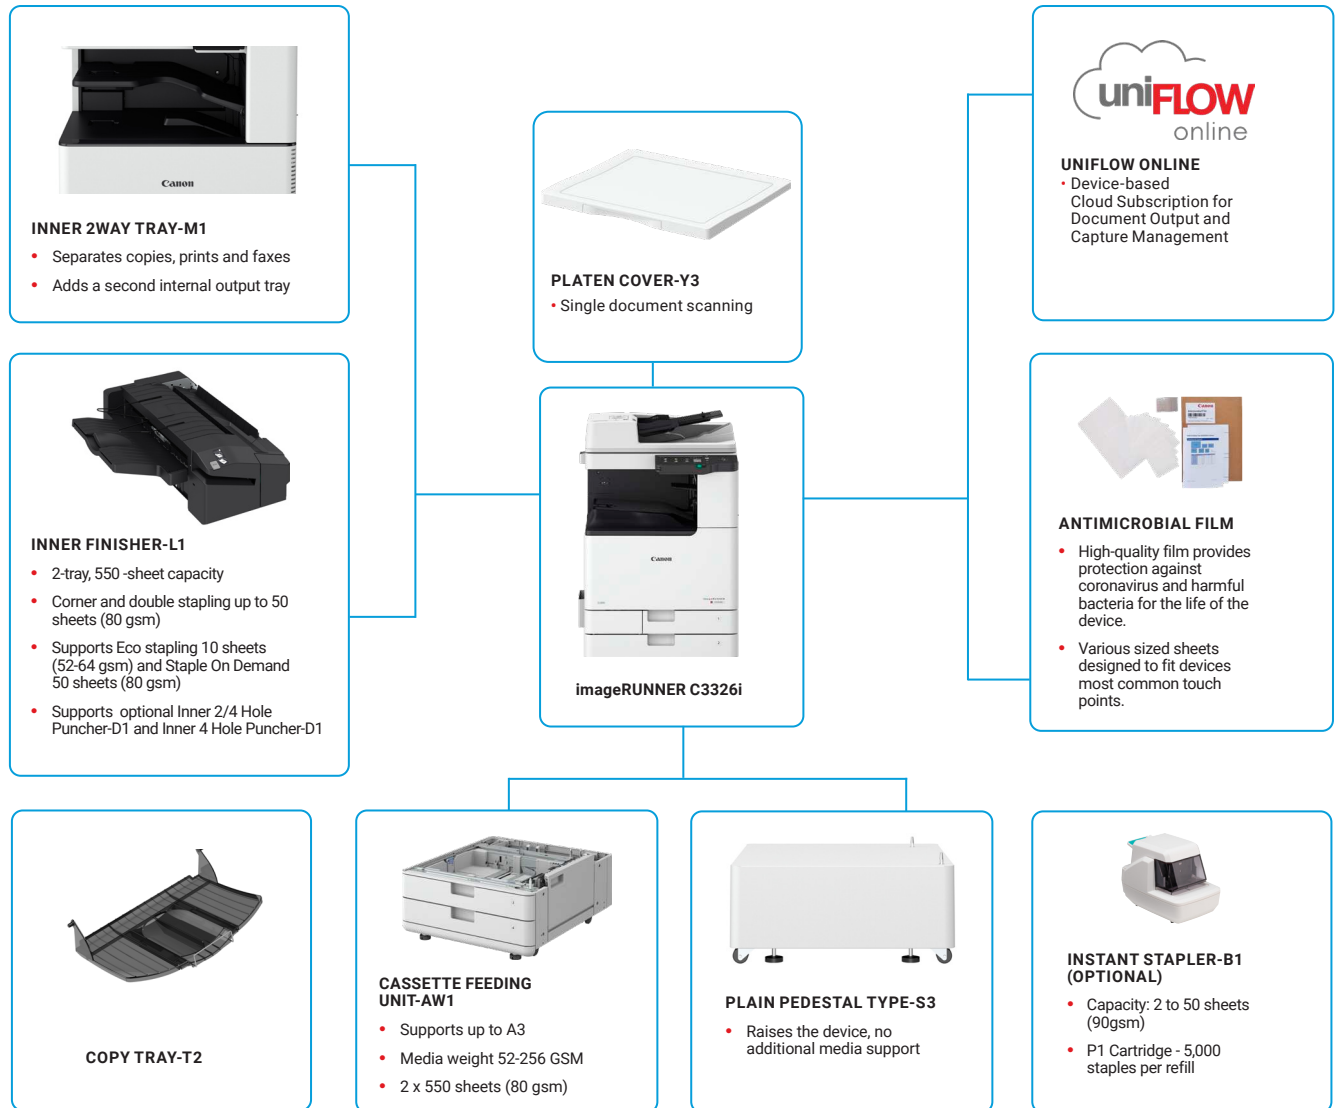 Canon
INNER 2WAY TRAY-M1
• Separates copies, prints and faxes
• Adds a second internal output tray
PLATEN COVER-Y3
• Single document scanning
uniFLOW
online
UNIFLOW ONLINE
• Device-based
Cloud Subscription for
Document Output and
Capture Management
INNER FINISHER-L1
• 2-tray, 550 -sheet capacity
• Corner and double stapling up to 50
sheets (80 gsm)
• Supports Eco stapling 10 sheets
(52-64 gsm) and Staple On Demand
50 sheets (80 gsm)
• Supports optional Inner 2/4 Hole
Puncher-D1 and Inner 4 Hole Puncher-D1
Canon
imageRUNNER C3326i
Canon
ANTIMICROBIAL FILM
• High-quality film provides
protection against
coronavirus and harmful
bacteria for the life of the
device.
• Various sized sheets
designed to fit devices
most common touch
points.
COPY TRAY-T2
CASSETTE FEEDING
UNIT-AW1
• Supports up to A3
• Media weight 52-256 GSM
• 2 x 550 sheets (80 gsm)
PLAIN PEDESTAL TYPE-S3
• Raises the device, no
additional media support
INSTANT STAPLER-B1
(OPTIONAL)
• Capacity: 2 to 50 sheets
(90gsm)
• P1 Cartridge - 5,000
staples per refill